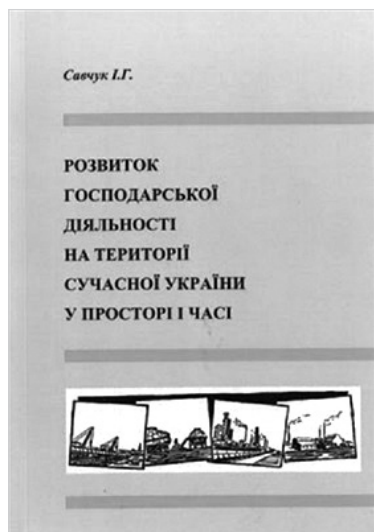 Савчук І.Г.
РОЗВИТОК
ГОСПОДАРСЬКОЇ
ДІЯЛЬНОСТІ
НА ТЕРИТОРІЇ
СУЧАСНОЇ УКРАЇНИ
У ПРОСТОРІ І ЧАСІ